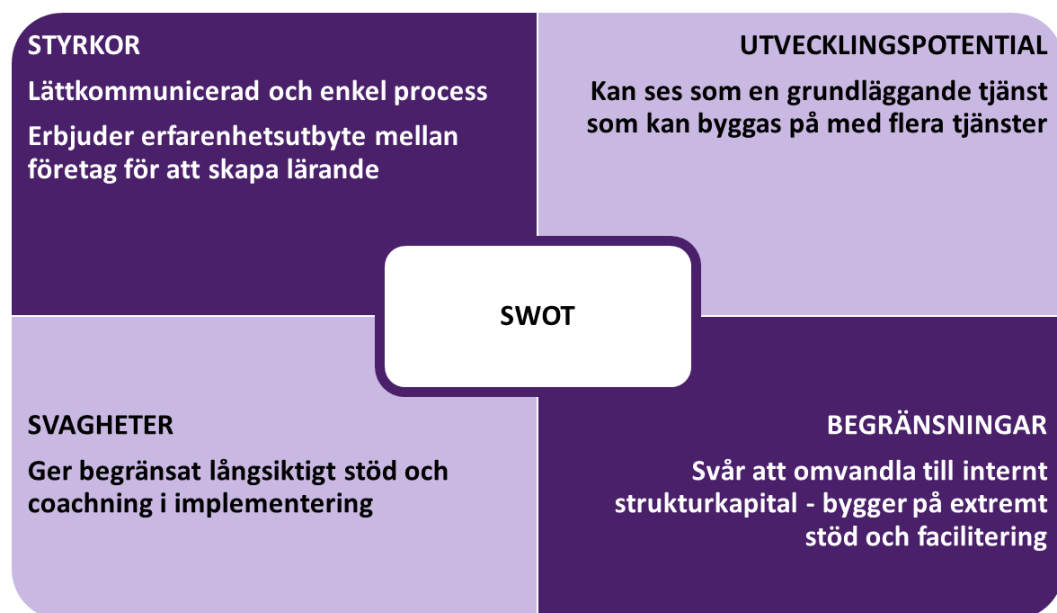 STYRKOR
Lättkommunicerad och enkel process
Erbjuder erfarenhetsutbyte mellan
företag för att skapa lärande
UTVECKLINGSPOTENTIAL
Kan ses som en grundläggande tjänst
som kan byggas på med flera tjänster
SWOT
SVAGHETER
Ger begränsat långsiktigt stöd och
coachning i implementering
BEGRÄNSNINGAR
Svår att omvandla till internt
strukturkapital - bygger på extremt
stöd och facilitering